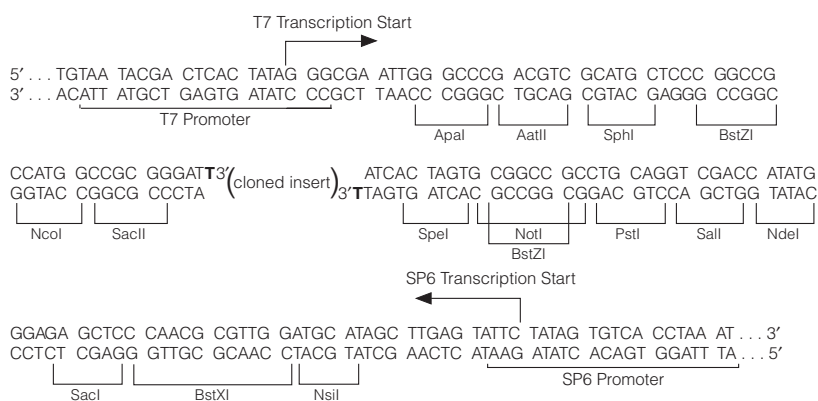 T7 Transcription Start
5′ . . . TGTAA TACGA CTCAC TATAG GGCGA ATTGG GCCCG ACGTC GCATG CTCCC GGCCG
3′ . . . ACATT ATGCT GAGTG ATATC CCGCT TAACC CGGGC TGCAG CGTAC GAGGG CCGGC
T7 Promoter
ApaI AatII SphI BstZI
CCATG GCCGC GGGATT3′ (cloned insert) ATCAC TAGTG CGGCC GCCTG CAGGT CGACC ATATG
GGTAC CGGCG CCCTA 3′TTAGTG ATCAC GCCGG CGGAC GTCCA GCTGG TATAC
NcoI SacII SpeI NotI PstI SalI NdeI
BstZI
SP6 Transcription Start
GGAGA GCTCC CAACG CGTTG GATGC ATAGC TTGAG TATTC TATAG TGTCA CCTAA AT . . . 3′
CCTCT CGAGG GTTGC GCAAC CTACG TATCG AACTC ATAAG ATATC ACAGT GGATT TA . . . 5′
SacI BstXI NsiI SP6 Promoter